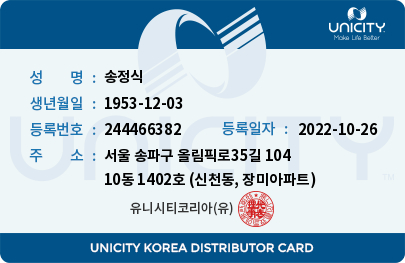 UNICITY
Make Life Better
성 명 : 송정식
생년월일 : 1953-12-03
등록번호 : 244466382 등록일자 : 2022-10-26
주 소 : 서울 송파구 올림픽로35길 104
10동 1402호 (신천동, 장미아파트)
유니시티코리아(유)
UNICITY
UNICITY KOREA DISTRIBUTOR CARD